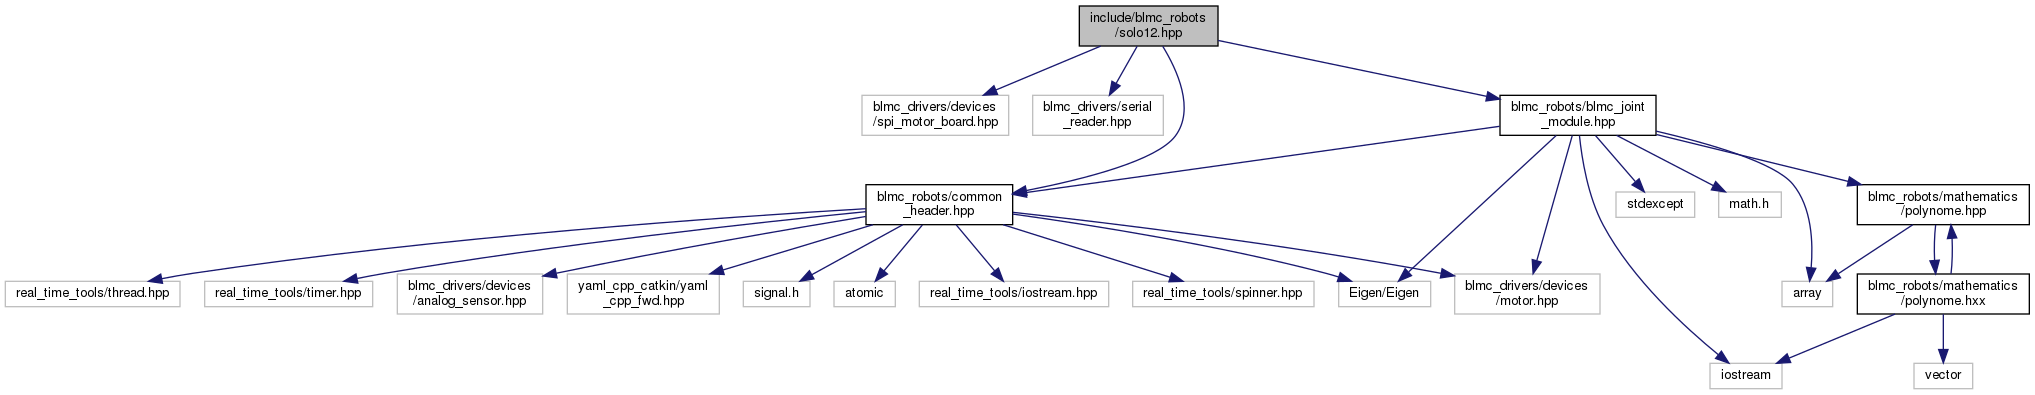 include/blmc_robots
/solo12.hpp
blmc_drivers/devices
/spi_motor_board.hpp
blmc_drivers/serial
_reader.hpp
blmc_robots/blmc_joint
_module.hpp
blmc_robots/common
_header.hpp
stdexcept
math.h
blmc_robots/mathematics
/polynome.hpp
real_time_tools/thread.hpp
real_time_tools/timer.hpp
blmc_drivers/devices
/analog_sensor.hpp
yaml_cpp_catkin/yaml
_cpp_fwd.hpp
signal.h
atomic
real_time_tools/iostream.hpp
real_time_tools/spinner.hpp
Eigen/Eigen
blmc_drivers/devices
/motor.hpp
array
blmc_robots/mathematics
/polynome.hxx
iostream
vector